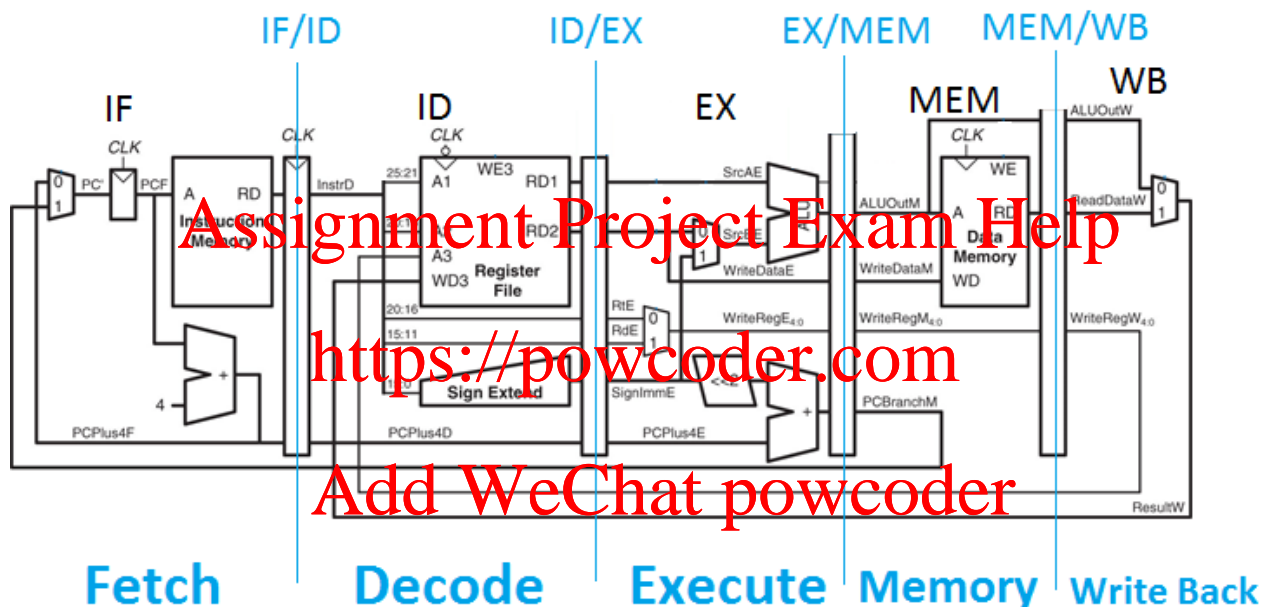 IF/ID ID/EX EX/MEM MEM/WB
IF ID EX MEM WB
CLK CLK CLK CLK
ALUOutW
0
1
PC' PCF
A RD
Instruction
Memory
InstrD
25:21
A1 WE3 RD1
A2 RD2
A3
WD3 Register
File
SrcAE
0
1
SrcBE
ALU
ALUOutM
WE
A RD
Data
Memory
WD
ReadDataW
0
1
WriteDataE WriteDataM
Assignment Project Exam Help
20:16 RtE
15:11 RdE
0
1
WriteRegE4:0 WriteRegM4:0 WriteRegW4:0
https://powcoder.com
Sign Extend
SignImmE
<<2
+
4
+
PCBranchM
PCPlus4F PCPlus4D PCPlus4E
Add WeChat powcoder
ResultW
Fetch Decode Execute Memory Write Back